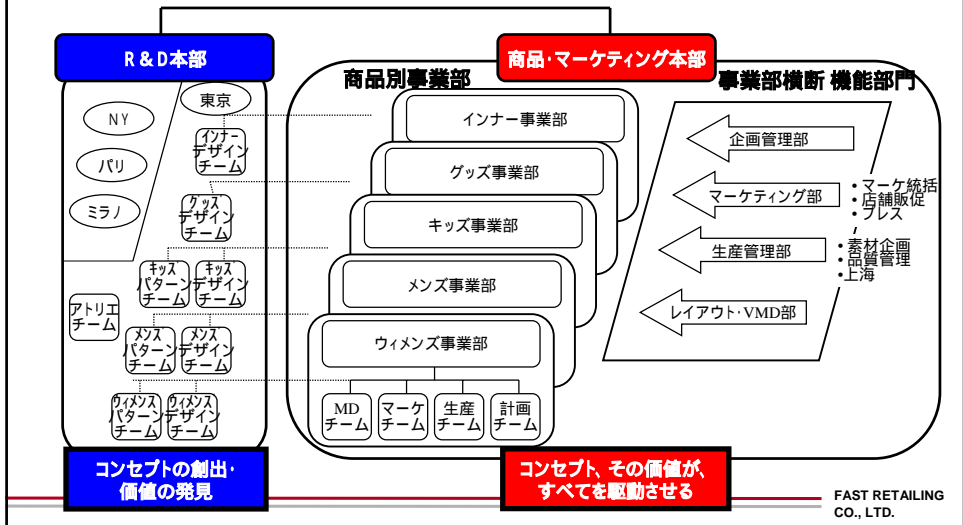 R&D本部
商品・マーケティング本部
商品別事業部
事業部横断 機能部門
NY
パリ
ミラノ
東京
インナー
デザイン
チーム
グッズ
デザイン
チーム
キッズ
パターン
チーム
キッズ
デザイン
チーム
アトリエ
チーム
メンズ
パターン
チーム
メンズ
デザイン
チーム
ウィメンズ
パターン
チーム
ウィメンズ
デザイン
チーム
インナー事業部
グッズ事業部
キッズ事業部
メンズ事業部
ウィメンズ事業部
MD
チーム
マーケ
チーム
生産
チーム
計画
チーム
企画管理部
マーケティング部
・マーケ統括
・店舗販促
・プレス
生産管理部
・素材企画
・品質管理
・上海
レイアウト・VMD部
コンセプトの創出・
価値の発見
コンセプト、その価値が、
すべてを駆動させる
FAST RETAILING
CO., LTD.